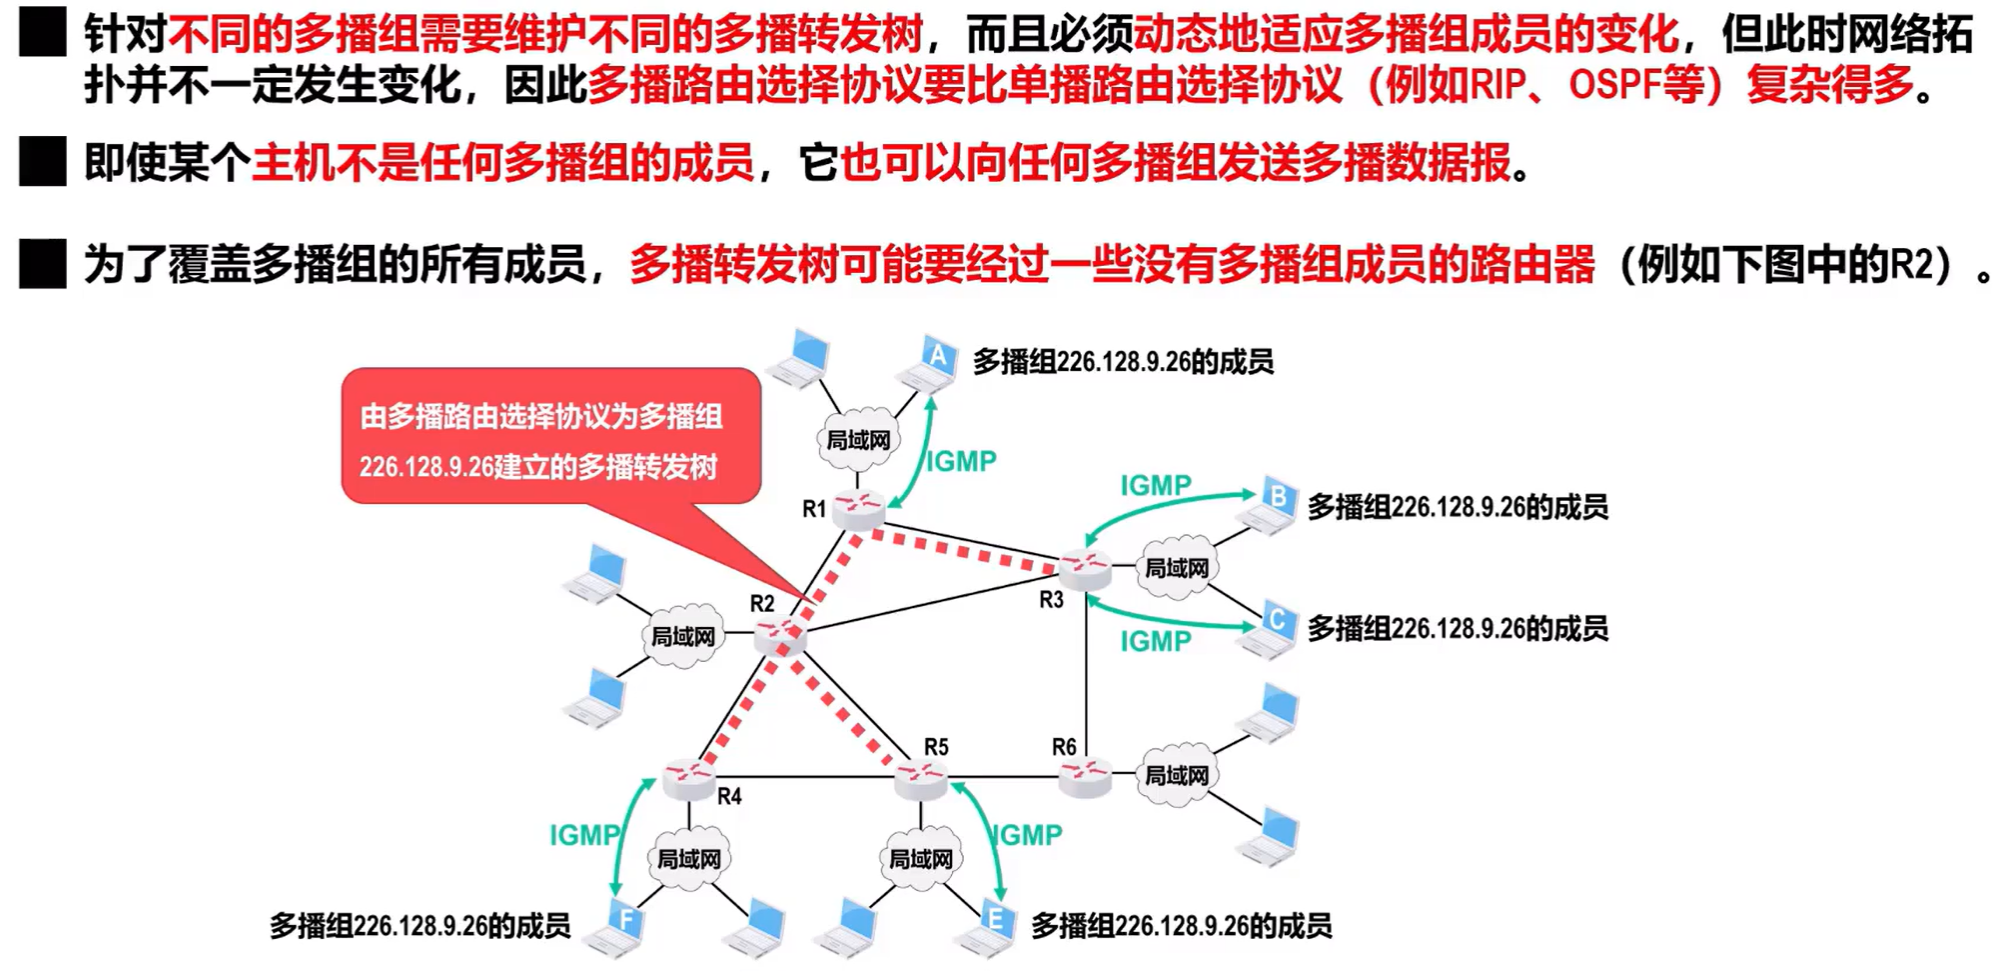 针对不同的多播组需要维护不同的多播转发树，而且必须动态地适应多播组成员的变化，但此时网络拓
扑并不一定发生变化，因此多播路由选择协议要比单播路由选择协议（例如RIP、OSPF等）复杂得多。
即使某个主机不是任何多播组的成员，它也可以向任何多播组发送多播数据报。
为了覆盖多播组的所有成员，多播转发树可能要经过一些没有多播组成员的路由器（例如下图中的R2）。
A
多播组226.128.9.26的成员
由多播路由选择协议为多播组
226.128.9.26建立的多播转发树
局域网
IGMP
R1
IGMP
B
多播组226.128.9.26的成员
局域网
R3
R2
局域网
IGMP
C
多播组226.128.9.26的成员
R4
R5
R6
局域网
IGMP
局域网
局域网
IGMP
多播组226.128.9.26的成员
F
E
多播组226.128.9.26的成员